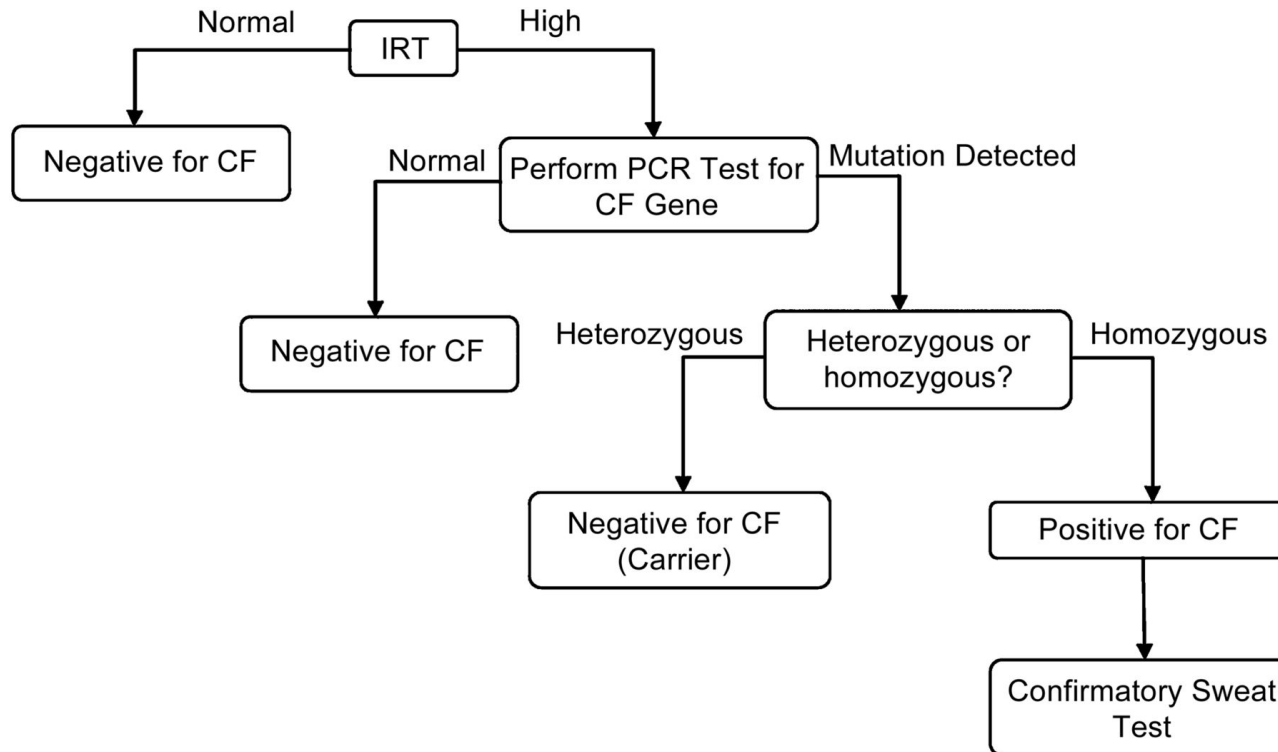 Normal
IRT
High
Negative for CF
Normal
Perform PCR Test for
CF Gene
Mutation Detected
Negative for CF
Heterozygous
Heterozygous or
homozygous?
Homozygous
Negative for CF
(Carrier)
Positive for CF
Confirmatory Sweat
Test